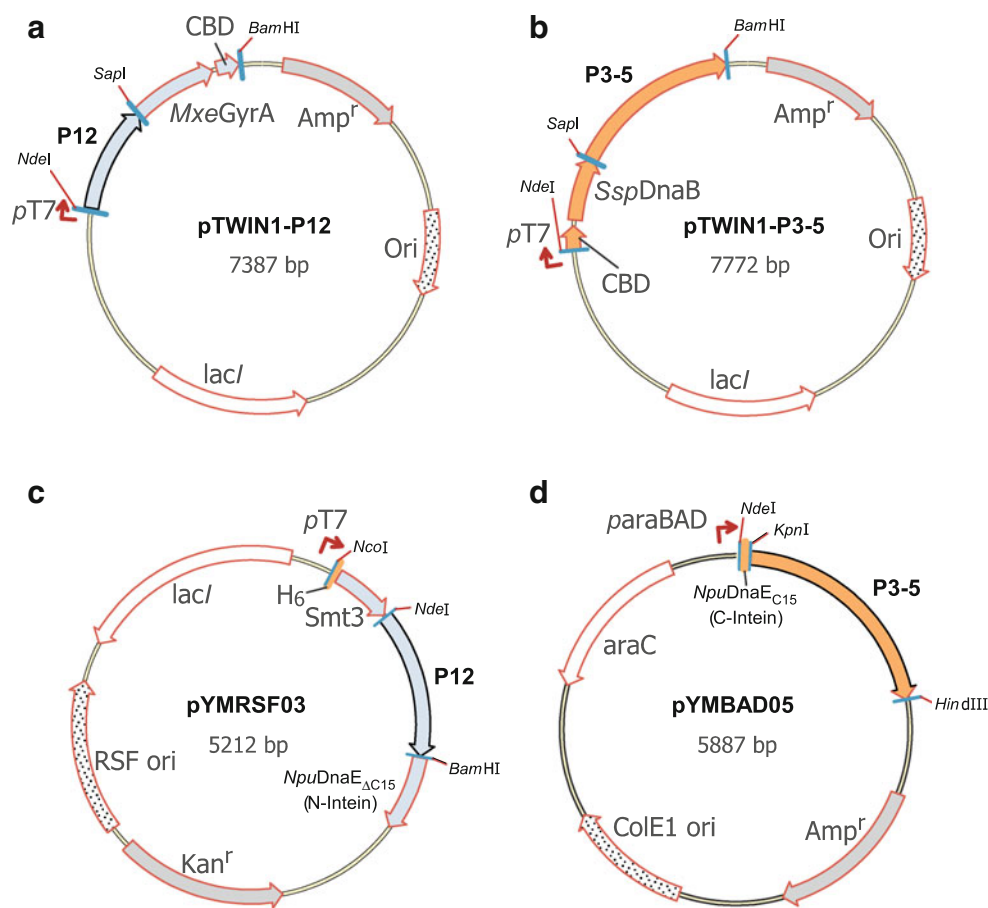 a
CBD
BamHI
SapI
MxeGyrA
Ampʳ
P12
NdeI
pT7
pTWIN1-P12
7387 bp
Ori
lacI
b
BamHI
P3-5
Ampʳ
SapI
SspDnaB
NdeI
pT7
CBD
pTWIN1-P3-5
7772 bp
Ori
lacI
c
pT7
NcoI
lacI
H₆
Smt3
NdeI
P12
pYMRSF03
5212 bp
RSF ori
NpuDnaE_ΔC15
(N-Intein)
BamHI
Kanʳ
d
paraBAD
NdeI
KpnI
NpuDnaE_C15
(C-Intein)
P3-5
araC
pYMBAD05
5887 bp
HindIII
ColE1 ori
Ampʳ